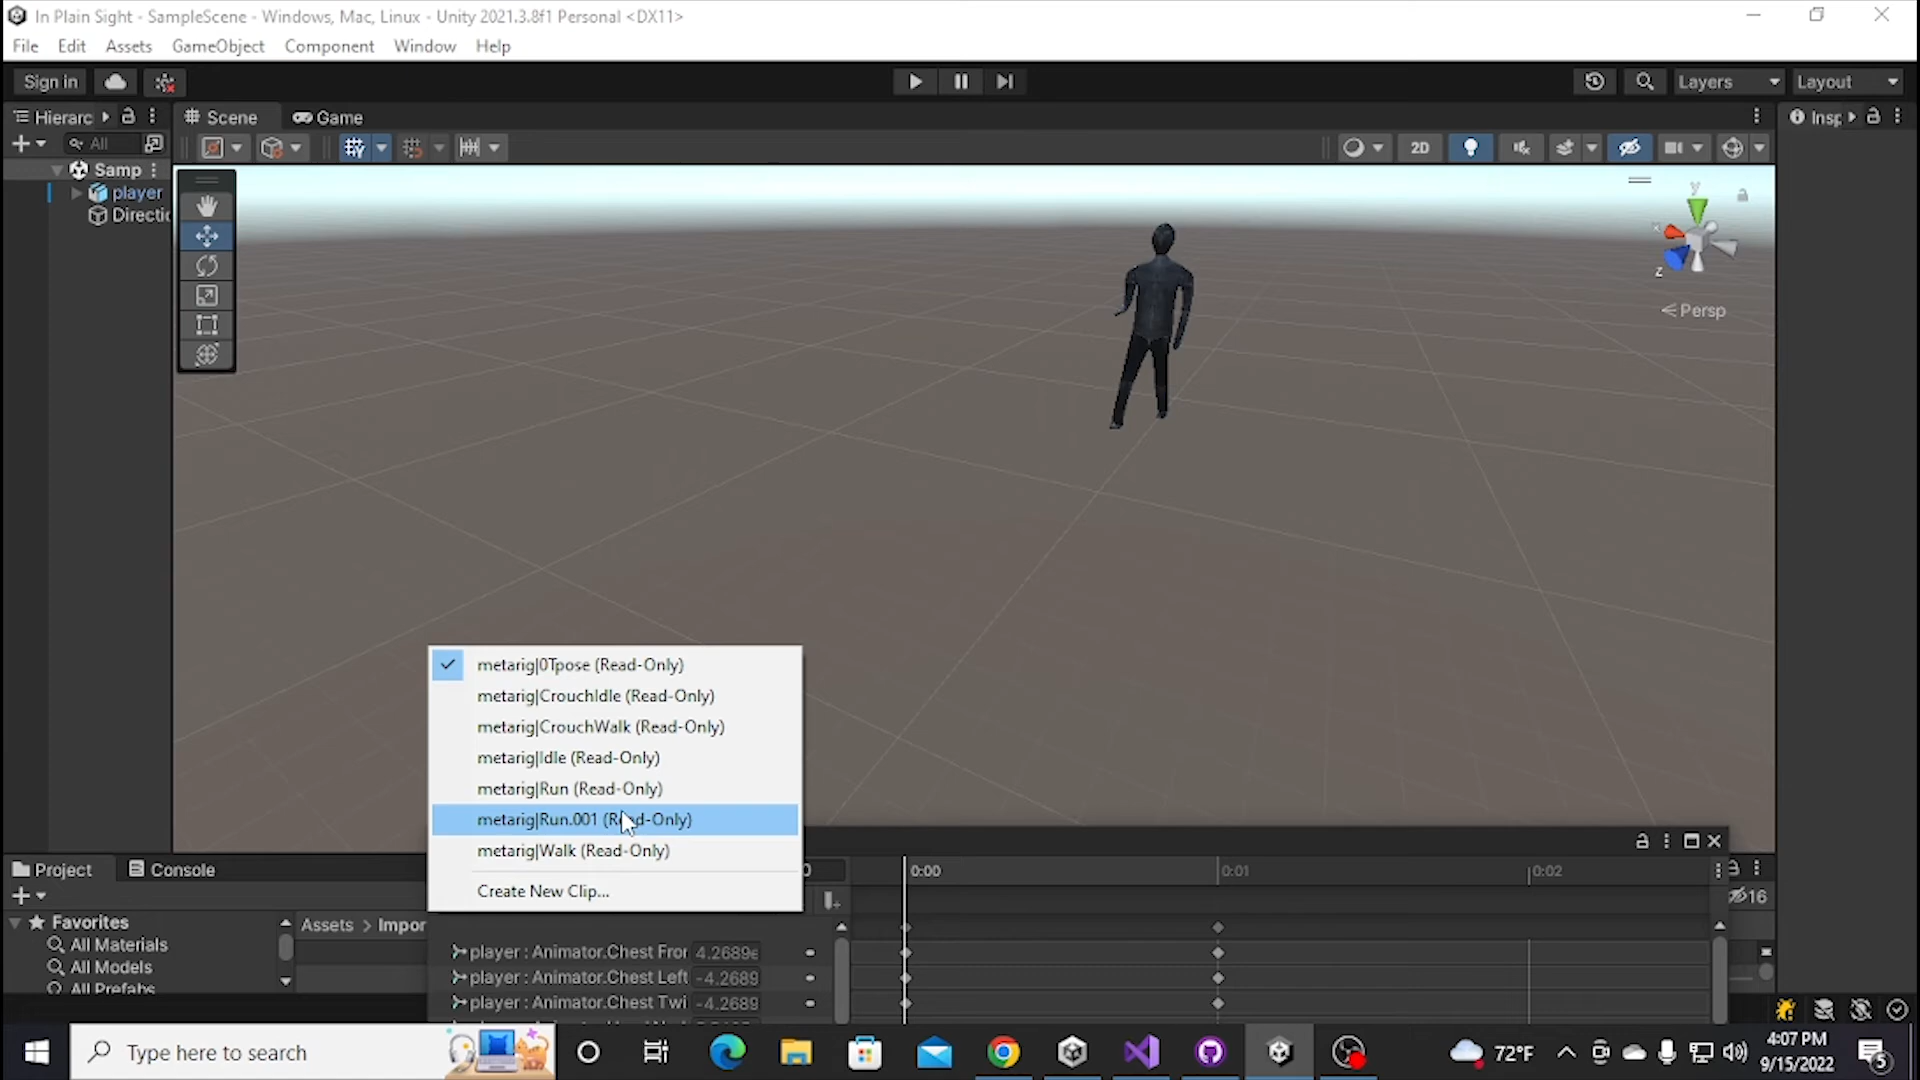 In Plain Sight - SampleScene - Windows, Mac, Linux - Unity 2021.3.8f1 Personal <DX11>
File Edit Assets GameObject Component Window Help
Sign in Layers Layout
Hierarc Scene Game Insp
All 2D
Samp
player
Directio
y
x
z
Persp
metarig|0Tpose (Read-Only)
metarig|CrouchIdle (Read-Only)
metarig|CrouchWalk (Read-Only)
metarig|Idle (Read-Only)
metarig|Run (Read-Only)
metarig|Run.001 (Read-Only)
metarig|Walk (Read-Only)
Create New Clip...
Project Console 0 0:00 0:01 0:02
16
Favorites Assets > Impor
All Materials
All Models
All Prefabs
player : Animator.Chest Fror 4.2689e
player : Animator.Chest Left -4.2689
player : Animator.Chest Twi -4.2689
Type here to search 72°F 4:07 PM
9/15/2022 5